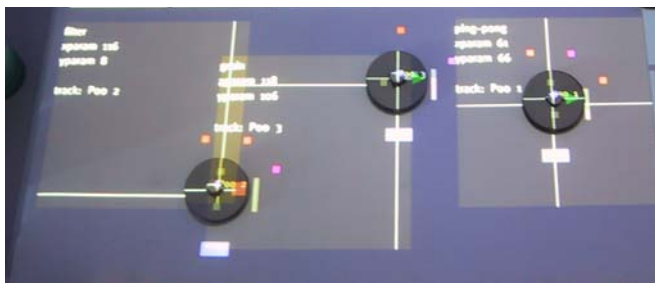 filter
xparam 116
yparam 8
track: Poo 2
grain
xparam 118
yparam 106
track: Poo 3
ping-pong
xparam 61
yparam 66
track: Poo 1